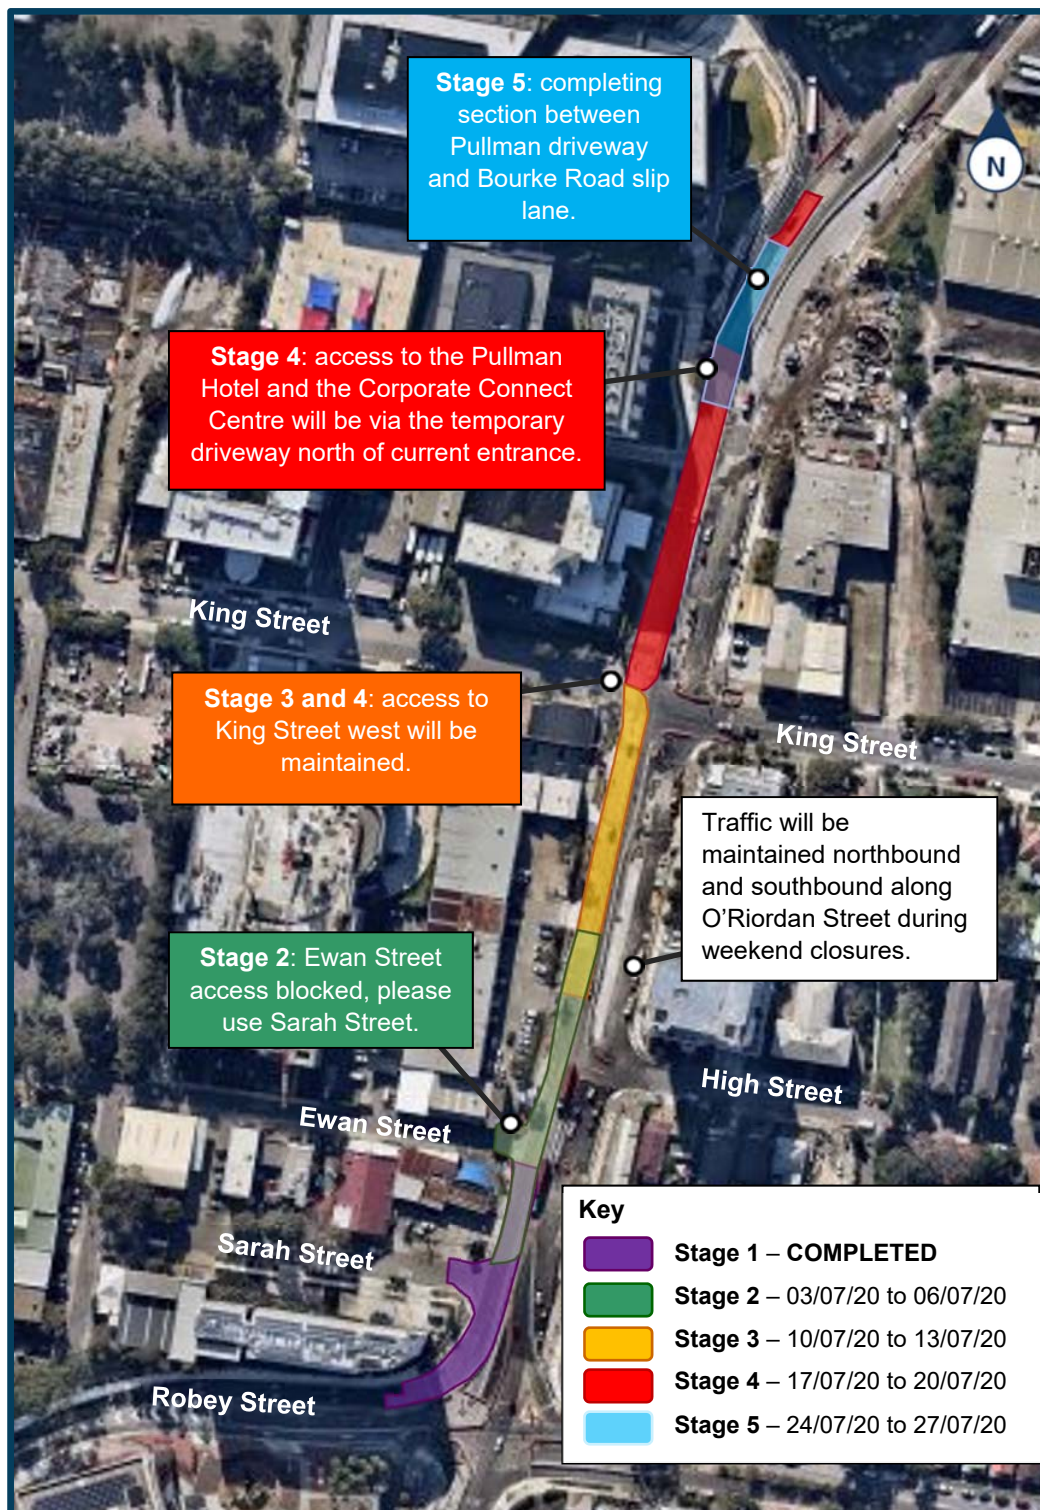 Stage 5: completing
section between
Pullman driveway
and Bourke Road slip
lane.
N
Stage 4: access to the Pullman
Hotel and the Corporate Connect
Centre will be via the temporary
driveway north of current entrance.
King Street
Stage 3 and 4: access to
King Street west will be
maintained.
King Street
Traffic will be
maintained northbound
and southbound along
O'Riordan Street during
weekend closures.
Stage 2: Ewan Street
access blocked, please
use Sarah Street.
High Street
Ewan Street
Sarah Street
Robey Street
Key
Stage 1 – COMPLETED
Stage 2 – 03/07/20 to 06/07/20
Stage 3 – 10/07/20 to 13/07/20
Stage 4 – 17/07/20 to 20/07/20
Stage 5 – 24/07/20 to 27/07/20